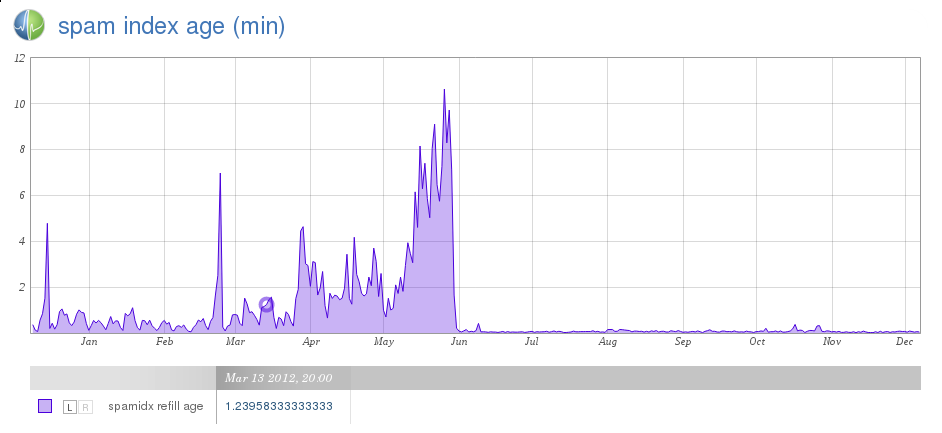 spam index age (min)
12
10
8
6
4
2
Jan Feb Mar Apr May Jun Jul Aug Sep Oct Nov Dec
Mar 13 2012, 20:00
L R spamidx refill age 1.23958333333333